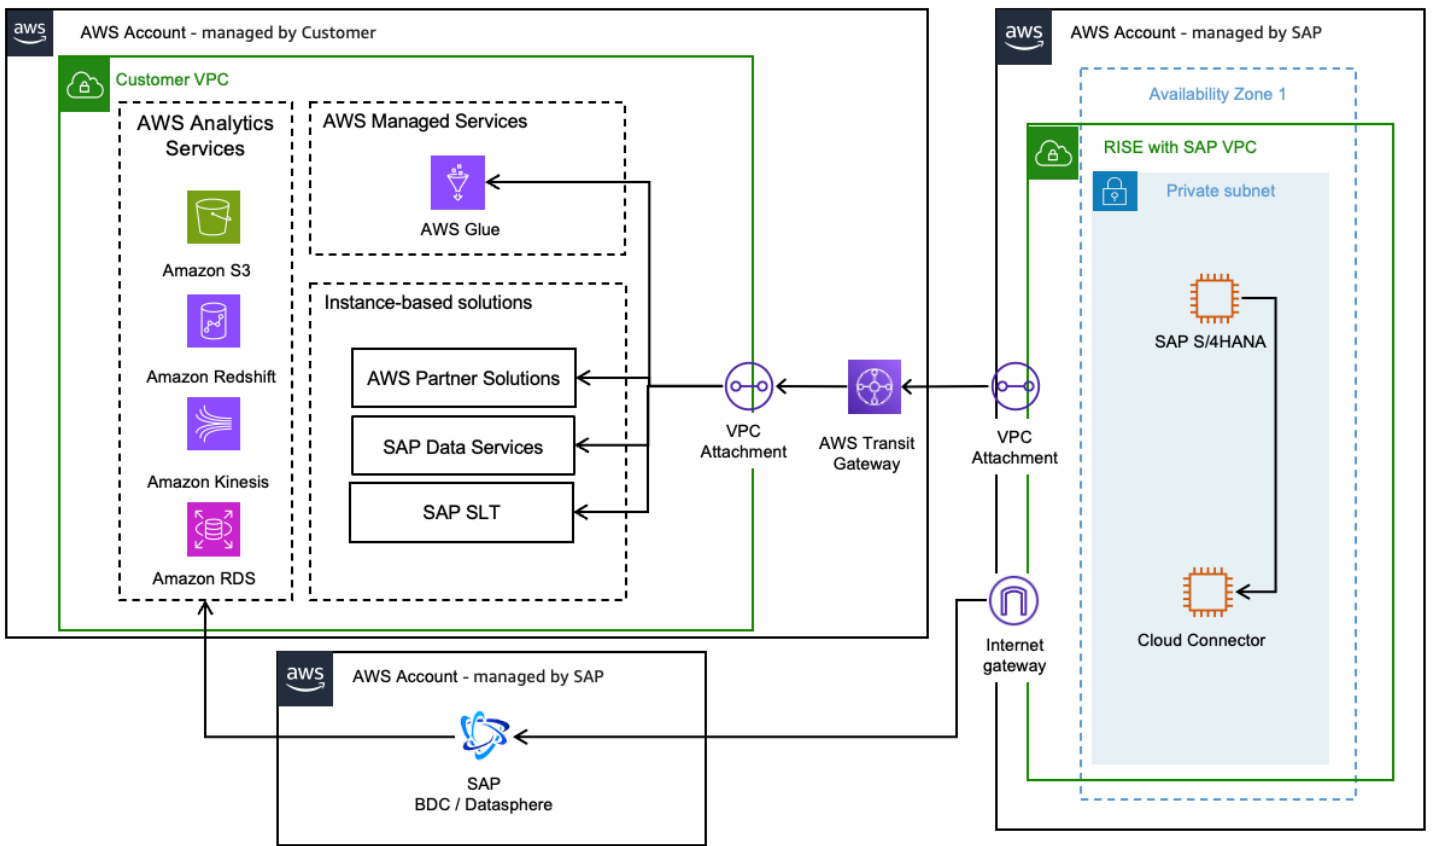 aws
AWS Account - managed by Customer
Customer VPC
AWS Analytics
Services
Amazon S3
Amazon Redshift
Amazon Kinesis
Amazon RDS
AWS Managed Services
AWS Glue
Instance-based solutions
AWS Partner Solutions
SAP Data Services
SAP SLT
VPC
Attachment
AWS Transit
Gateway
aws
AWS Account - managed by SAP
Availability Zone 1
RISE with SAP VPC
Private subnet
SAP S/4HANA
VPC
Attachment
Internet
gateway
Cloud Connector
aws
AWS Account - managed by SAP
SAP
BDC / Datasphere